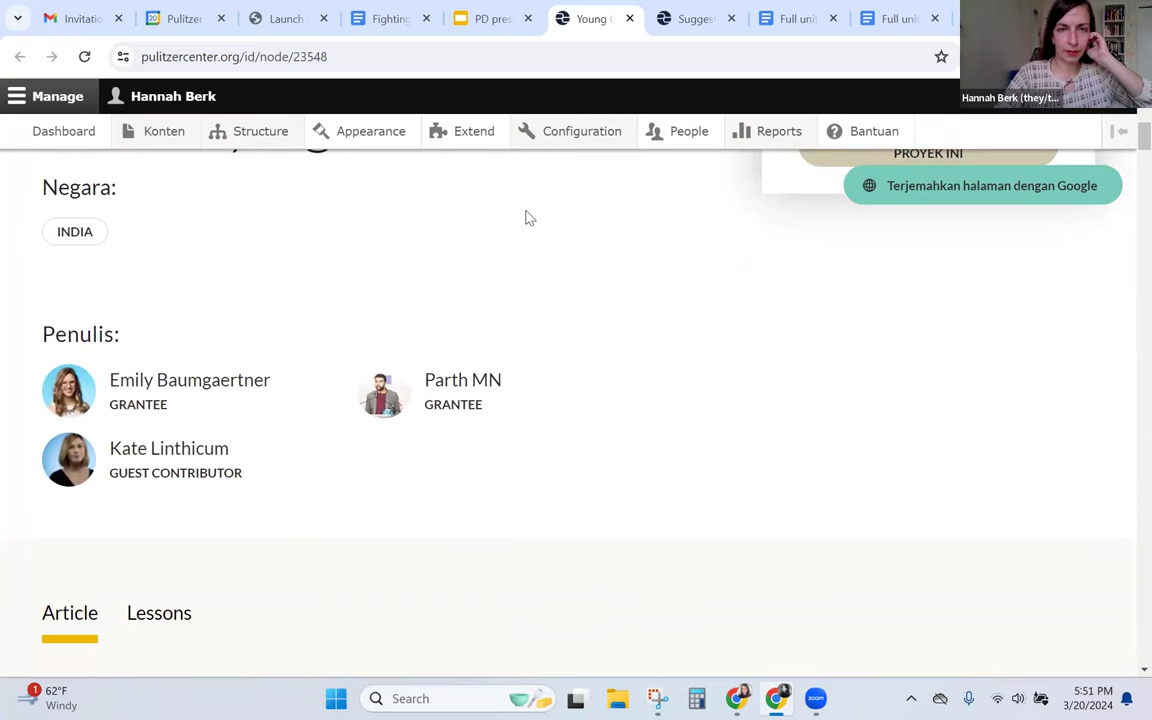 Invitatio
Pulitzer
Launch
Fighting
PD pres
Young
Suggest
Full unit
Full unit
pulitzercenter.org/id/node/23548
Manage
Hannah Berk
Hannah Berk (they/t...
Dashboard
Konten
Structure
Appearance
Extend
Configuration
People
Reports
Bantuan
PROYEK INI
Terjemahkan halaman dengan Google
Negara:
INDIA
Penulis:
Emily Baumgaertner
GRANTEE
Parth MN
GRANTEE
Kate Linthicum
GUEST CONTRIBUTOR
Article
Lessons
1
62°F
Windy
Search
zoom
5:51 PM
3/20/2024